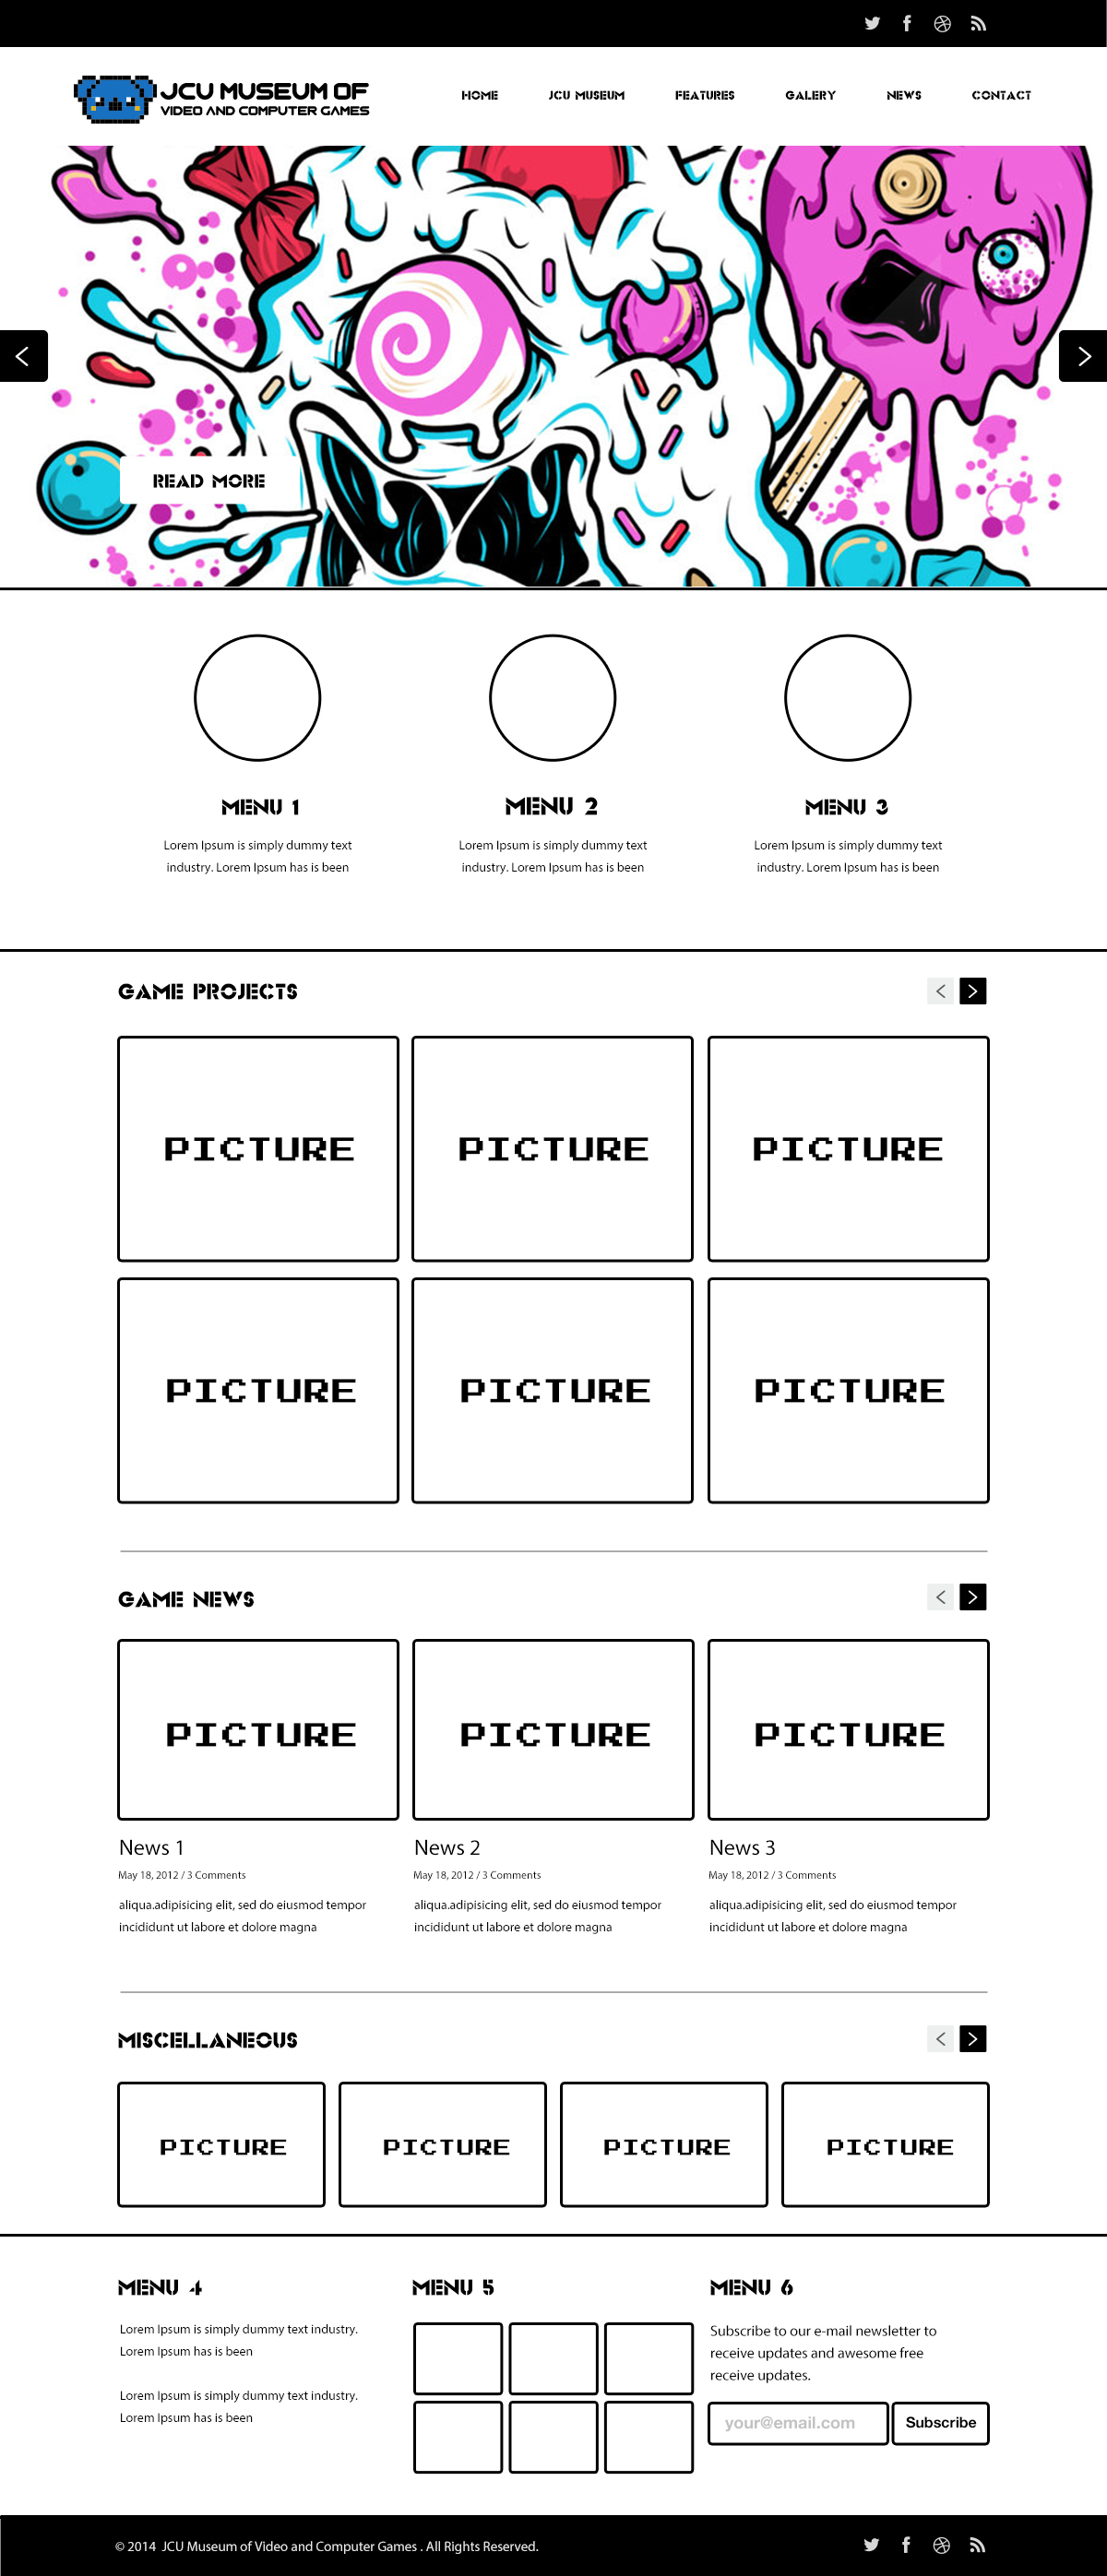 JCU MUSEUM OF
VIDEO AND COMPUTER GAMES
HOME JCU MUSEUM FEATURES GALERY NEWS CONTACT
READ MORE
MENU 1
Lorem Ipsum is simply dummy text
industry. Lorem Ipsum has is been
MENU 2
Lorem Ipsum is simply dummy text
industry. Lorem Ipsum has is been
MENU 3
Lorem Ipsum is simply dummy text
industry. Lorem Ipsum has is been
GAME PROJECTS
PICTURE PICTURE PICTURE
PICTURE PICTURE PICTURE
GAME NEWS
PICTURE PICTURE PICTURE
News 1
May 18, 2012 / 3 Comments
aliqua.adipisicing elit, sed do eiusmod tempor
incididunt ut labore et dolore magna
News 2
May 18, 2012 / 3 Comments
aliqua.adipisicing elit, sed do eiusmod tempor
incididunt ut labore et dolore magna
News 3
May 18, 2012 / 3 Comments
aliqua.adipisicing elit, sed do eiusmod tempor
incididunt ut labore et dolore magna
MISCELLANEOUS
PICTURE PICTURE PICTURE PICTURE
MENU 4
Lorem Ipsum is simply dummy text industry.
Lorem Ipsum has is been
Lorem Ipsum is simply dummy text industry.
Lorem Ipsum has is been
MENU 5
MENU 6
Subscribe to our e-mail newsletter to
receive updates and awesome free
receive updates.
your@email.com Subscribe
© 2014 JCU Museum of Video and Computer Games . All Rights Reserved.